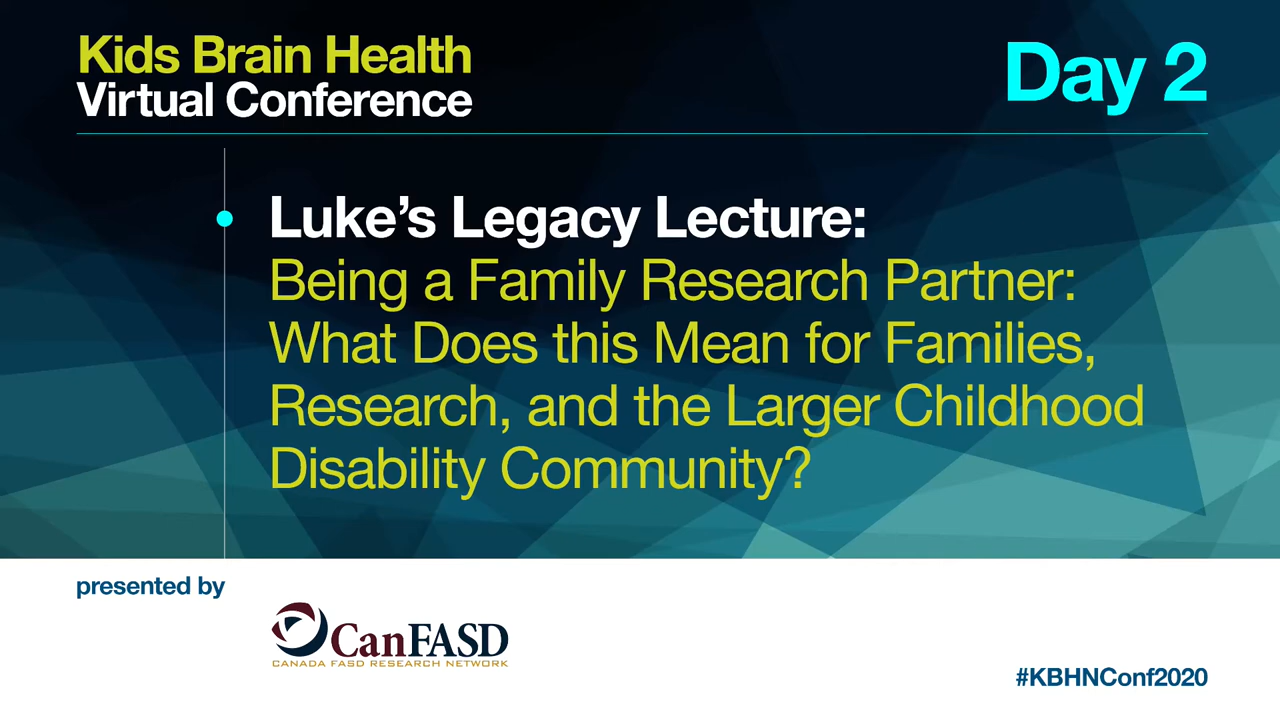 Kids Brain Health
Virtual Conference
Day 2
Luke’s Legacy Lecture:
Being a Family Research Partner:
What Does this Mean for Families,
Research, and the Larger Childhood
Disability Community?
presented by
CanFASD
CANADA FASD RESEARCH NETWORK
#KBHNConf2020